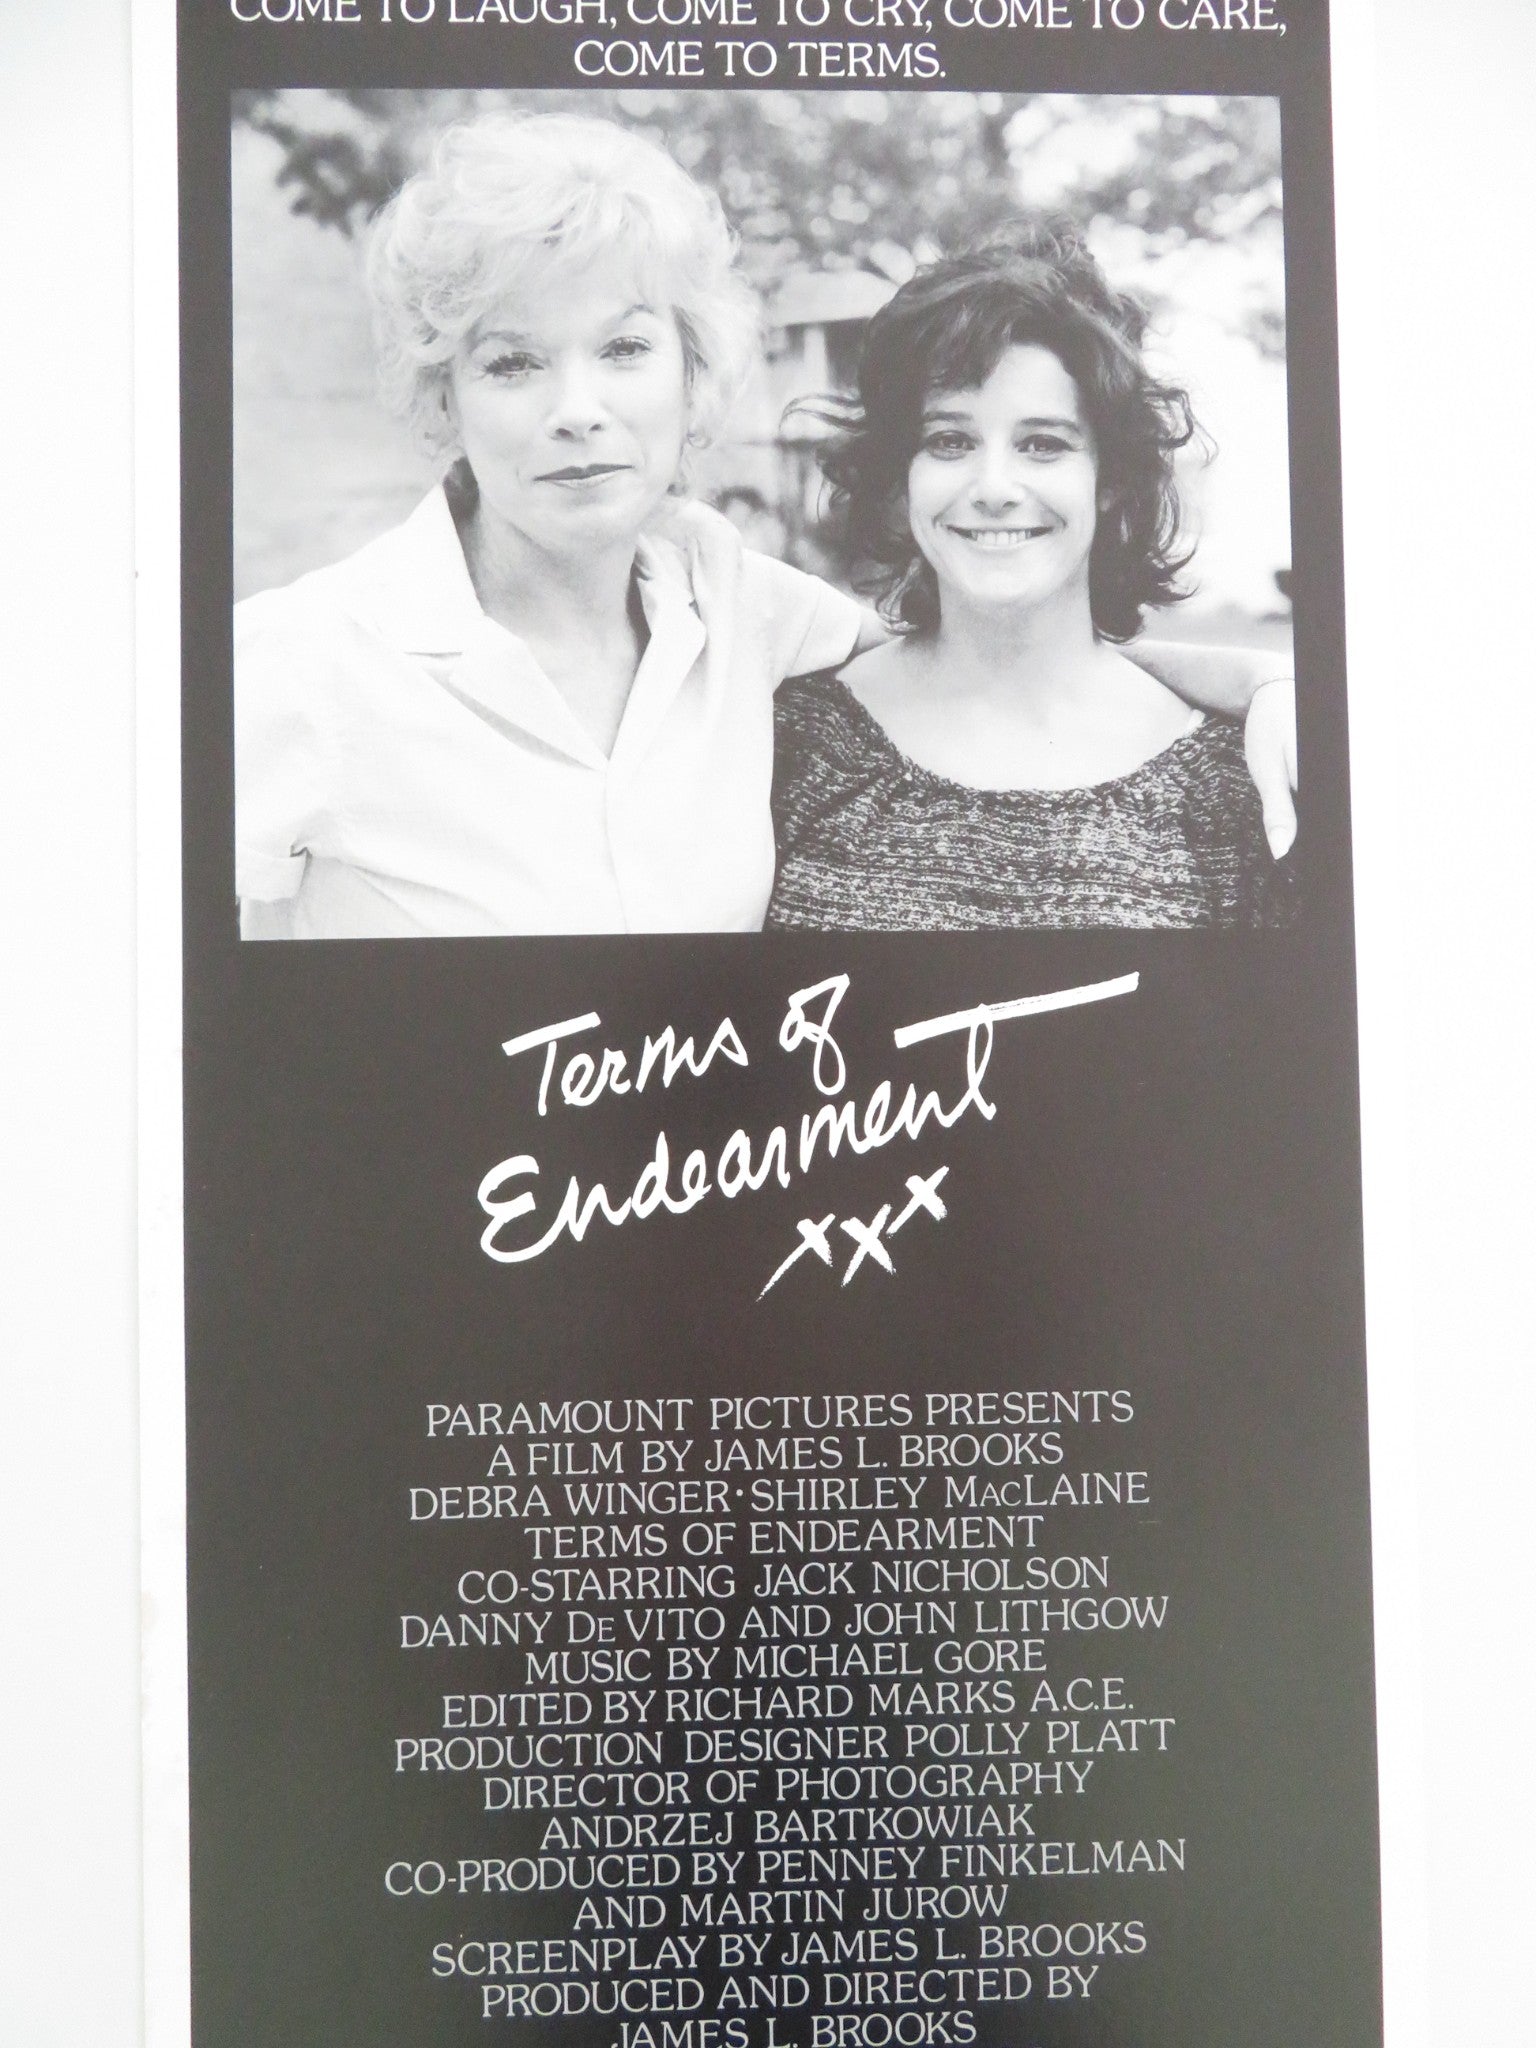 COME TO LAUGH, COME TO CRY, COME TO CARE,
COME TO TERMS.
Terms of
Endearment
xxx
PARAMOUNT PICTURES PRESENTS
A FILM BY JAMES L. BROOKS
DEBRA WINGER · SHIRLEY MACLAINE
TERMS OF ENDEARMENT
CO-STARRING JACK NICHOLSON
DANNY DEVITO AND JOHN LITHGOW
MUSIC BY MICHAEL GORE
EDITED BY RICHARD MARKS A.C.E.
PRODUCTION DESIGNER POLLY PLATT
DIRECTOR OF PHOTOGRAPHY
ANDRZEJ BARTKOWIAK
CO-PRODUCED BY PENNEY FINKELMAN
AND MARTIN JUROW
SCREENPLAY BY JAMES L. BROOKS
PRODUCED AND DIRECTED BY
JAMES L. BROOKS